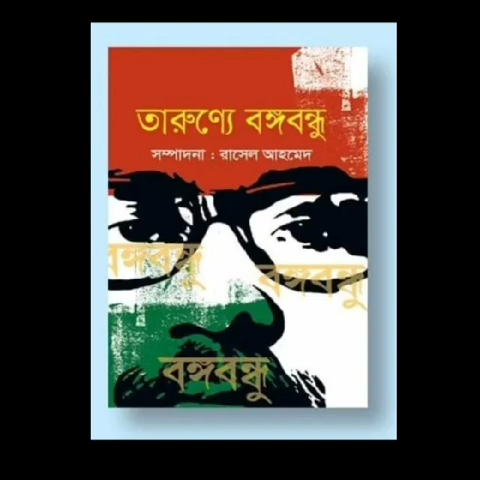 তারুণ্যে বঙ্গবন্ধু
সম্পাদনা : রাসেল আহমেদ
বঙ্গবন্ধু
বঙ্গবন্ধু
বঙ্গবন্ধু